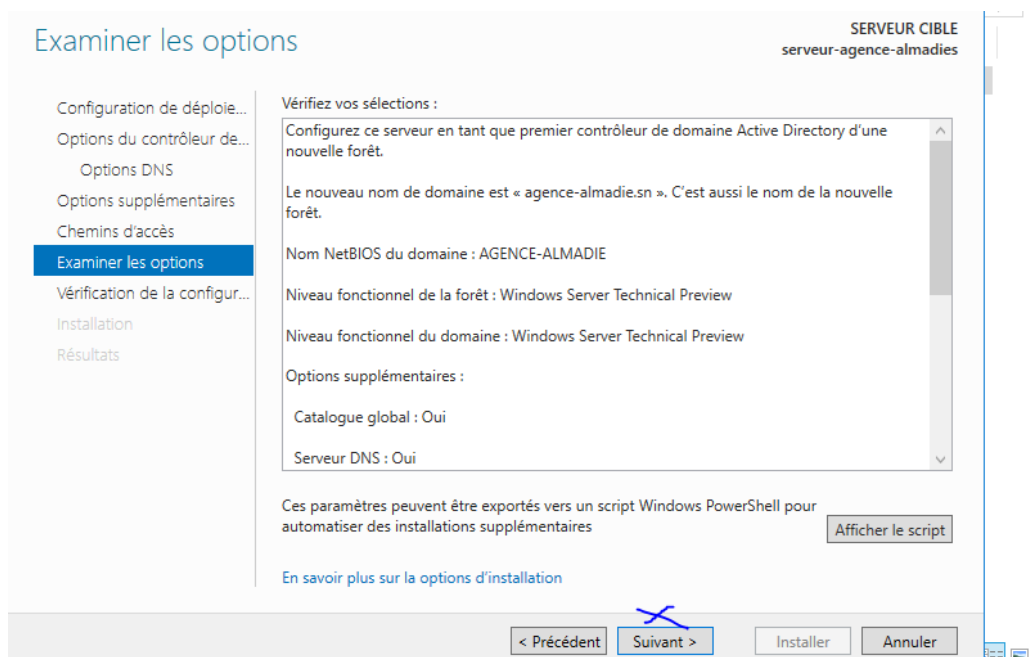 Examiner les options
SERVEUR CIBLE
serveur-agence-almadies
Configuration de déploie...
Options du contrôleur de...
Options DNS
Options supplémentaires
Chemins d'accès
Examiner les options
Vérification de la configur...
Installation
Résultats
Vérifiez vos sélections :
Configurez ce serveur en tant que premier contrôleur de domaine Active Directory d'une
nouvelle forêt.
Le nouveau nom de domaine est « agence-almadie.sn ». C'est aussi le nom de la nouvelle
forêt.
Nom NetBIOS du domaine : AGENCE-ALMADIE
Niveau fonctionnel de la forêt : Windows Server Technical Preview
Niveau fonctionnel du domaine : Windows Server Technical Preview
Options supplémentaires :
Catalogue global : Oui
Serveur DNS : Oui
Ces paramètres peuvent être exportés vers un script Windows PowerShell pour
automatiser des installations supplémentaires
Afficher le script
En savoir plus sur la options d'installation
< Précédent
Suivant >
Installer
Annuler